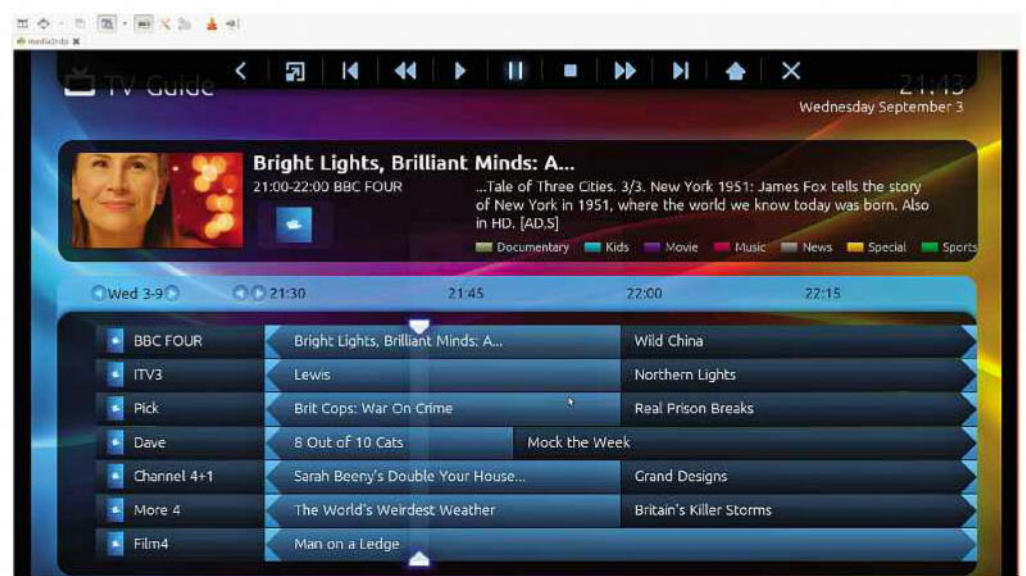 media2rdp
TV Guide
21:43
Wednesday September 3
Bright Lights, Brilliant Minds: A...
21:00-22:00 BBC FOUR
...Tale of Three Cities. 3/3. New York 1951: James Fox tells the story
of New York in 1951, where the world we know today was born. Also
in HD. [AD,S]
Documentary Kids Movie Music News Special Sports
Wed 3-9 21:30 21:45 22:00 22:15
BBC FOUR Bright Lights, Brilliant Minds: A... Wild China
ITV3 Lewis Northern Lights
Pick Brit Cops: War On Crime Real Prison Breaks
Dave 8 Out of 10 Cats Mock the Week
Channel 4+1 Sarah Beeny's Double Your House... Grand Designs
More 4 The World's Weirdest Weather Britain's Killer Storms
Film4 Man on a Ledge